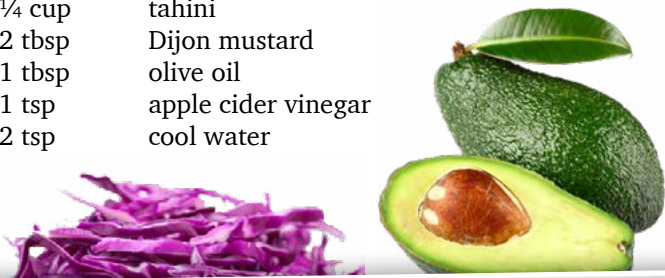 ¼ cup tahini
2 tbsp Dijon mustard
1 tbsp olive oil
1 tsp apple cider vinegar
2 tsp cool water